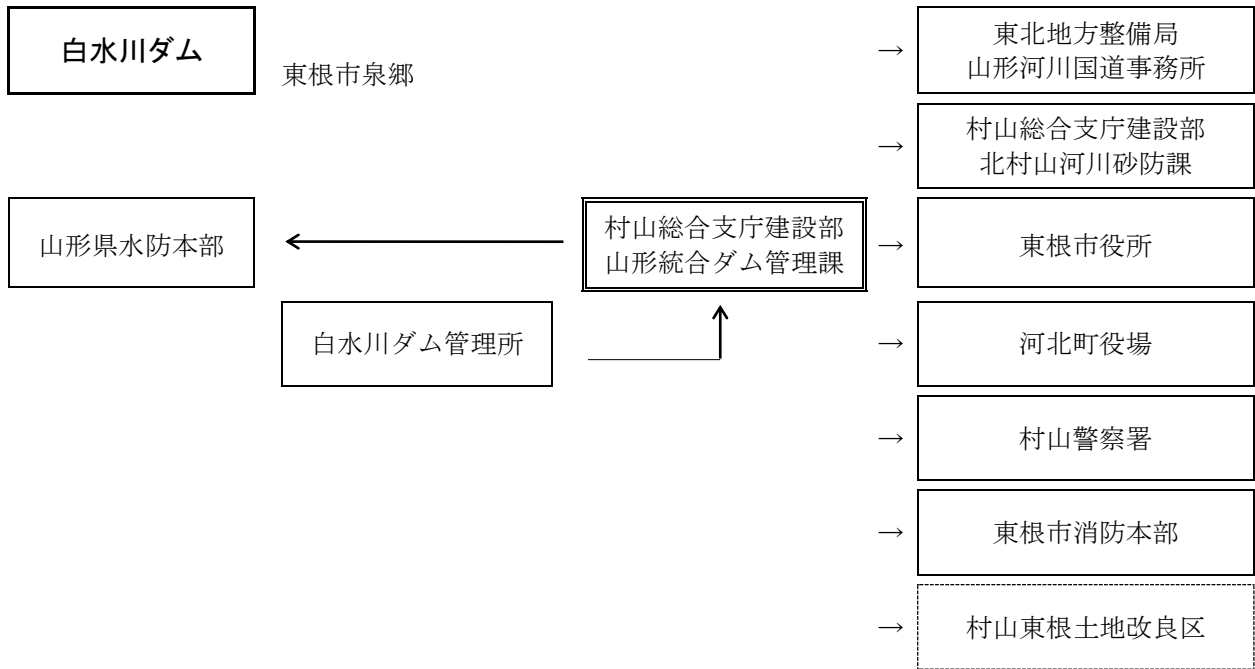 白水川ダム
東根市泉郷
→
東北地方整備局
山形河川国道事務所
→
村山総合支庁建設部
北村山河川砂防課
山形県水防本部
村山総合支庁建設部
山形統合ダム管理課
→
東根市役所
白水川ダム管理所
→
河北町役場
→
村山警察署
→
東根市消防本部
→
村山東根土地改良区